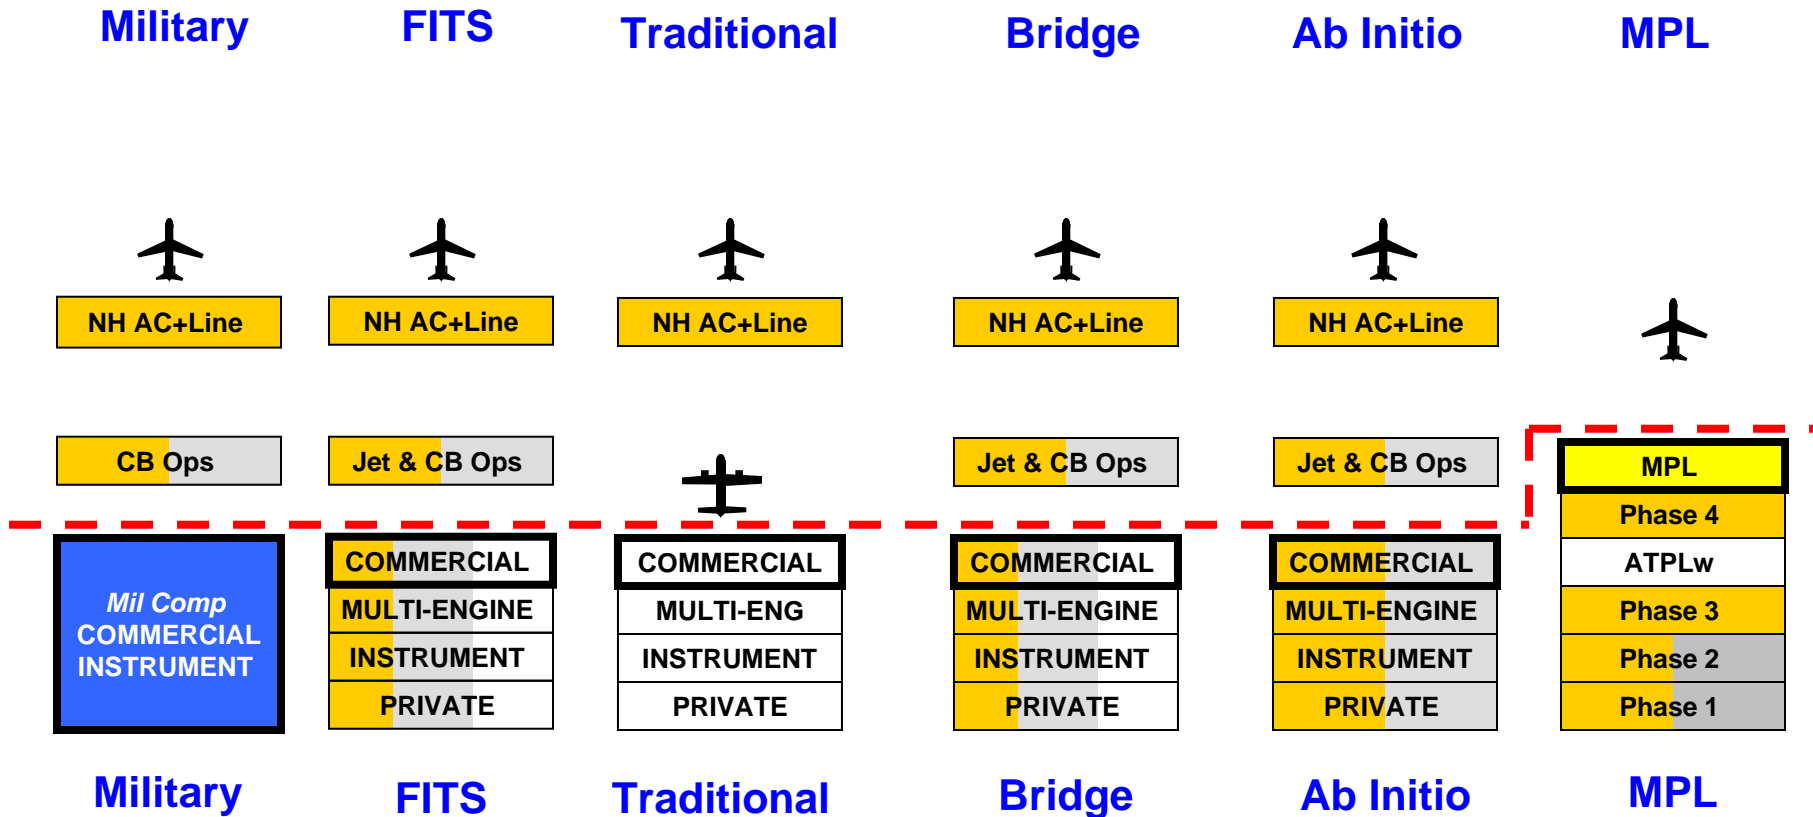 Military
FITS
Traditional
Bridge
Ab Initio
MPL
NH AC+Line
NH AC+Line
NH AC+Line
NH AC+Line
NH AC+Line
CB Ops
Jet & CB Ops
Jet & CB Ops
Jet & CB Ops
Mil Comp
COMMERCIAL
INSTRUMENT
COMMERCIAL
MULTI-ENGINE
INSTRUMENT
PRIVATE
COMMERCIAL
MULTI-ENG
INSTRUMENT
PRIVATE
COMMERCIAL
MULTI-ENGINE
INSTRUMENT
PRIVATE
COMMERCIAL
MULTI-ENGINE
INSTRUMENT
PRIVATE
MPL
Phase 4
ATPLw
Phase 3
Phase 2
Phase 1
Military
FITS
Traditional
Bridge
Ab Initio
MPL